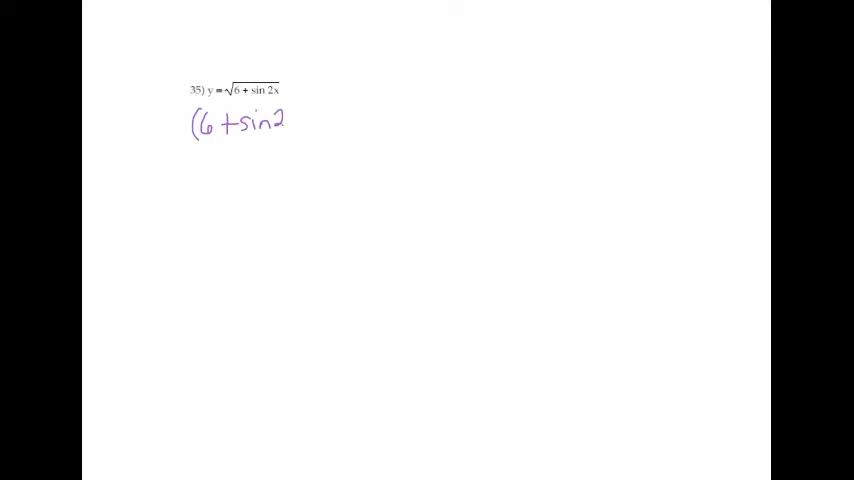 35) y = √6 + sin 2x
(6 + sin2